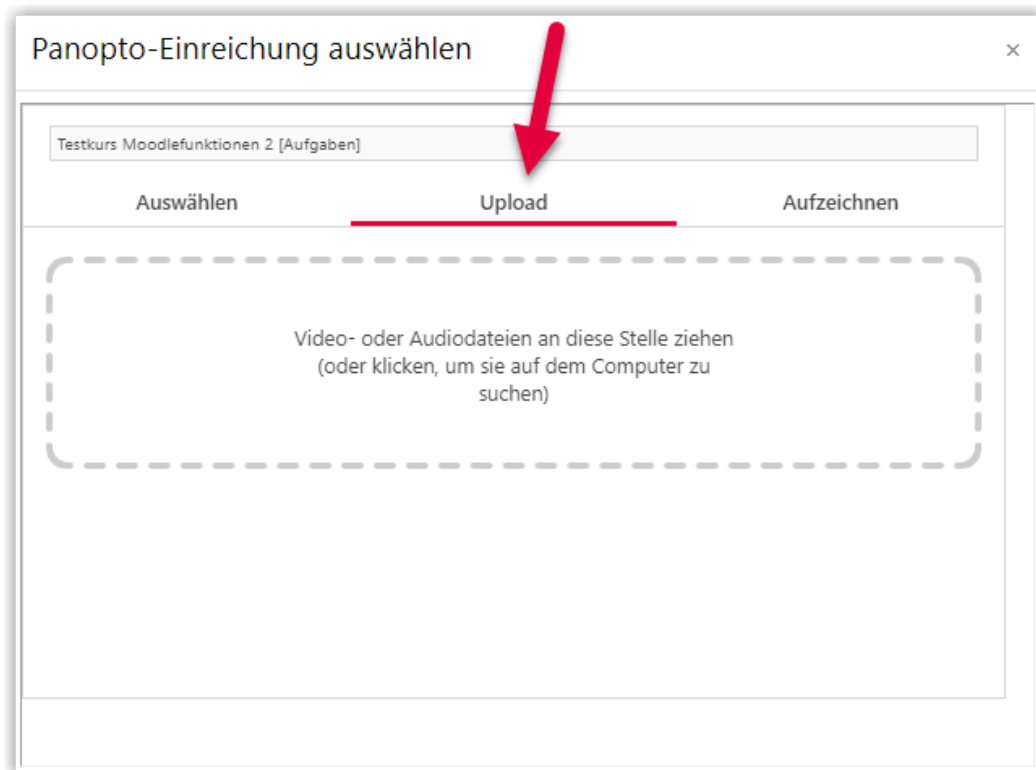 Panopto-Einreichung auswählen
Testkurs Moodlefunktionen 2 [Aufgaben]
Auswählen Upload Aufzeichnen
Video- oder Audiodateien an diese Stelle ziehen
(oder klicken, um sie auf dem Computer zu
suchen)